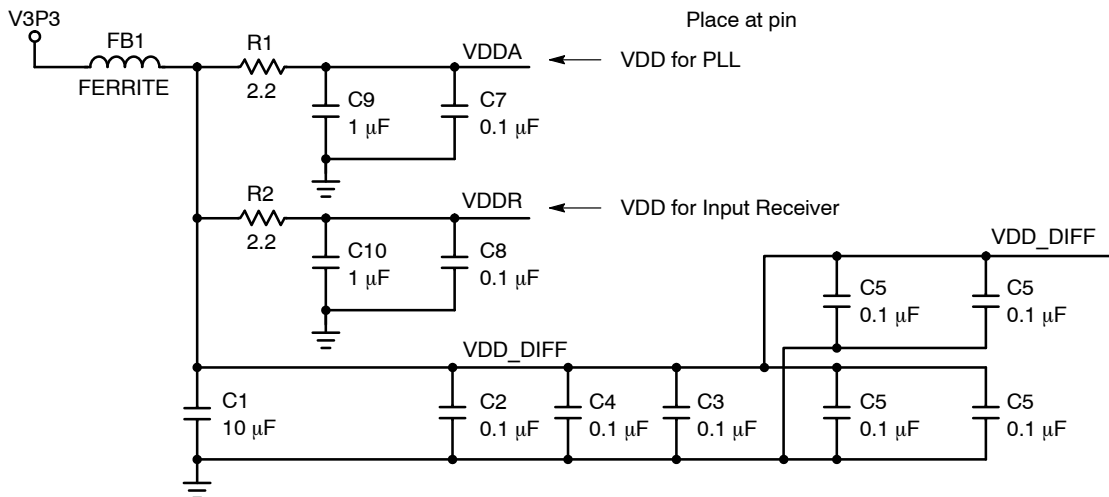 V3P3
Place at pin
FB1
FERRITE
R1
2.2
VDDA
VDD for PLL
C9
1 μF
C7
0.1 μF
R2
2.2
VDDR
VDD for Input Receiver
C10
1 μF
C8
0.1 μF
VDD_DIFF
C5
0.1 μF
C5
0.1 μF
VDD_DIFF
C1
10 μF
C2
0.1 μF
C4
0.1 μF
C3
0.1 μF
C5
0.1 μF
C5
0.1 μF